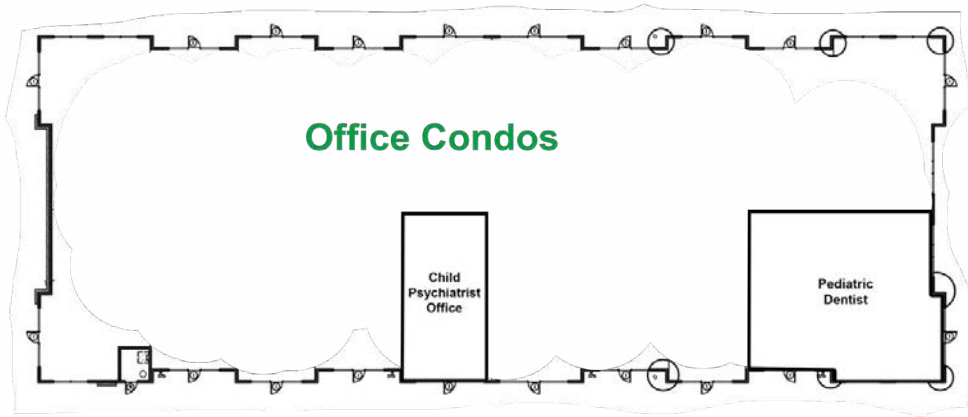 Office Condos
Child
Psychiatrist
Office
Pediatric
Dentist